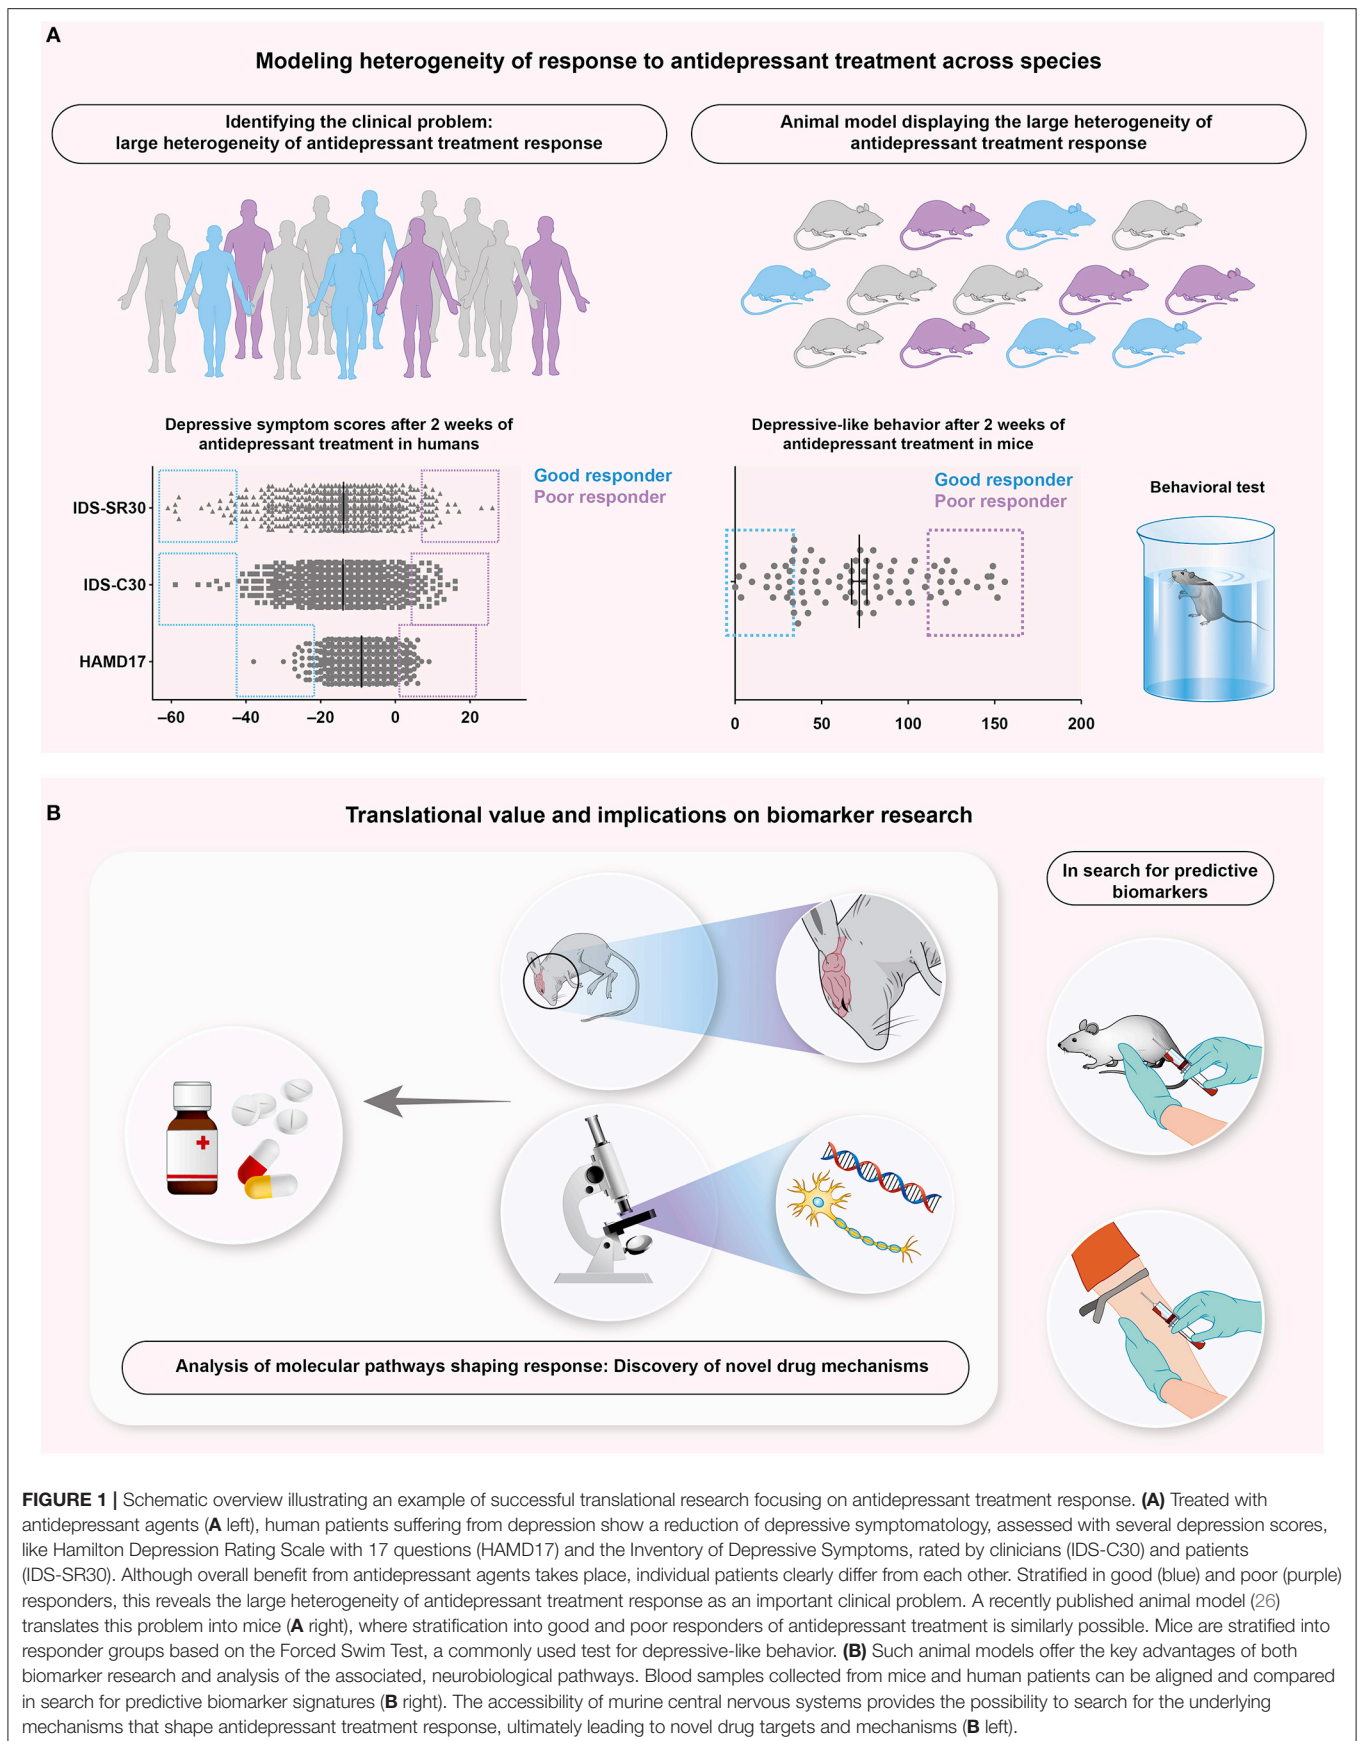 A
Modeling heterogeneity of response to antidepressant treatment across species
Identifying the clinical problem:
large heterogeneity of antidepressant treatment response
Animal model displaying the large heterogeneity of
antidepressant treatment response
Depressive symptom scores after 2 weeks of
antidepressant treatment in humans
Good responder
Poor responder
IDS-SR30
IDS-C30
HAMD17
–60 –40 –20 0 20
Depressive-like behavior after 2 weeks of
antidepressant treatment in mice
Good responder
Poor responder
0 50 100 150 200
Behavioral test
B
Translational value and implications on biomarker research
In search for predictive
biomarkers
Analysis of molecular pathways shaping response: Discovery of novel drug mechanisms
FIGURE 1 | Schematic overview illustrating an example of successful translational research focusing on antidepressant treatment response. (A) Treated with
antidepressant agents (A left), human patients suffering from depression show a reduction of depressive symptomatology, assessed with several depression scores,
like Hamilton Depression Rating Scale with 17 questions (HAMD17) and the Inventory of Depressive Symptoms, rated by clinicians (IDS-C30) and patients
(IDS-SR30). Although overall benefit from antidepressant agents takes place, individual patients clearly differ from each other. Stratified in good (blue) and poor (purple)
responders, this reveals the large heterogeneity of antidepressant treatment response as an important clinical problem. A recently published animal model (26)
translates this problem into mice (A right), where stratification into good and poor responders of antidepressant treatment is similarly possible. Mice are stratified into
responder groups based on the Forced Swim Test, a commonly used test for depressive-like behavior. (B) Such animal models offer the key advantages of both
biomarker research and analysis of the associated, neurobiological pathways. Blood samples collected from mice and human patients can be aligned and compared
in search for predictive biomarker signatures (B right). The accessibility of murine central nervous systems provides the possibility to search for the underlying
mechanisms that shape antidepressant treatment response, ultimately leading to novel drug targets and mechanisms (B left).